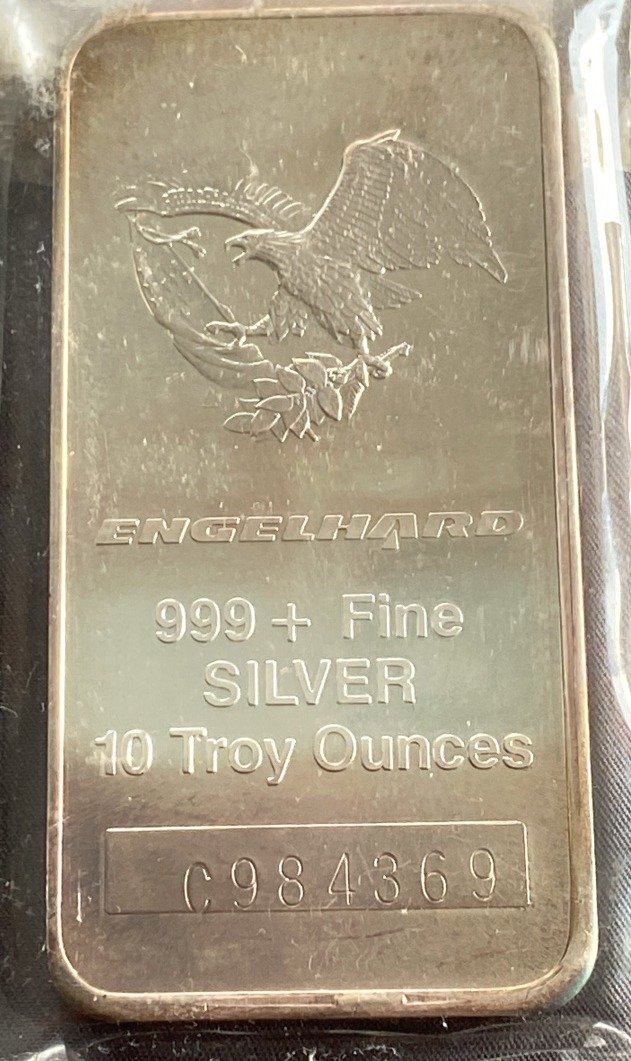 ENGELHARD
999+ Fine
SILVER
10 Troy Ounces
C984369